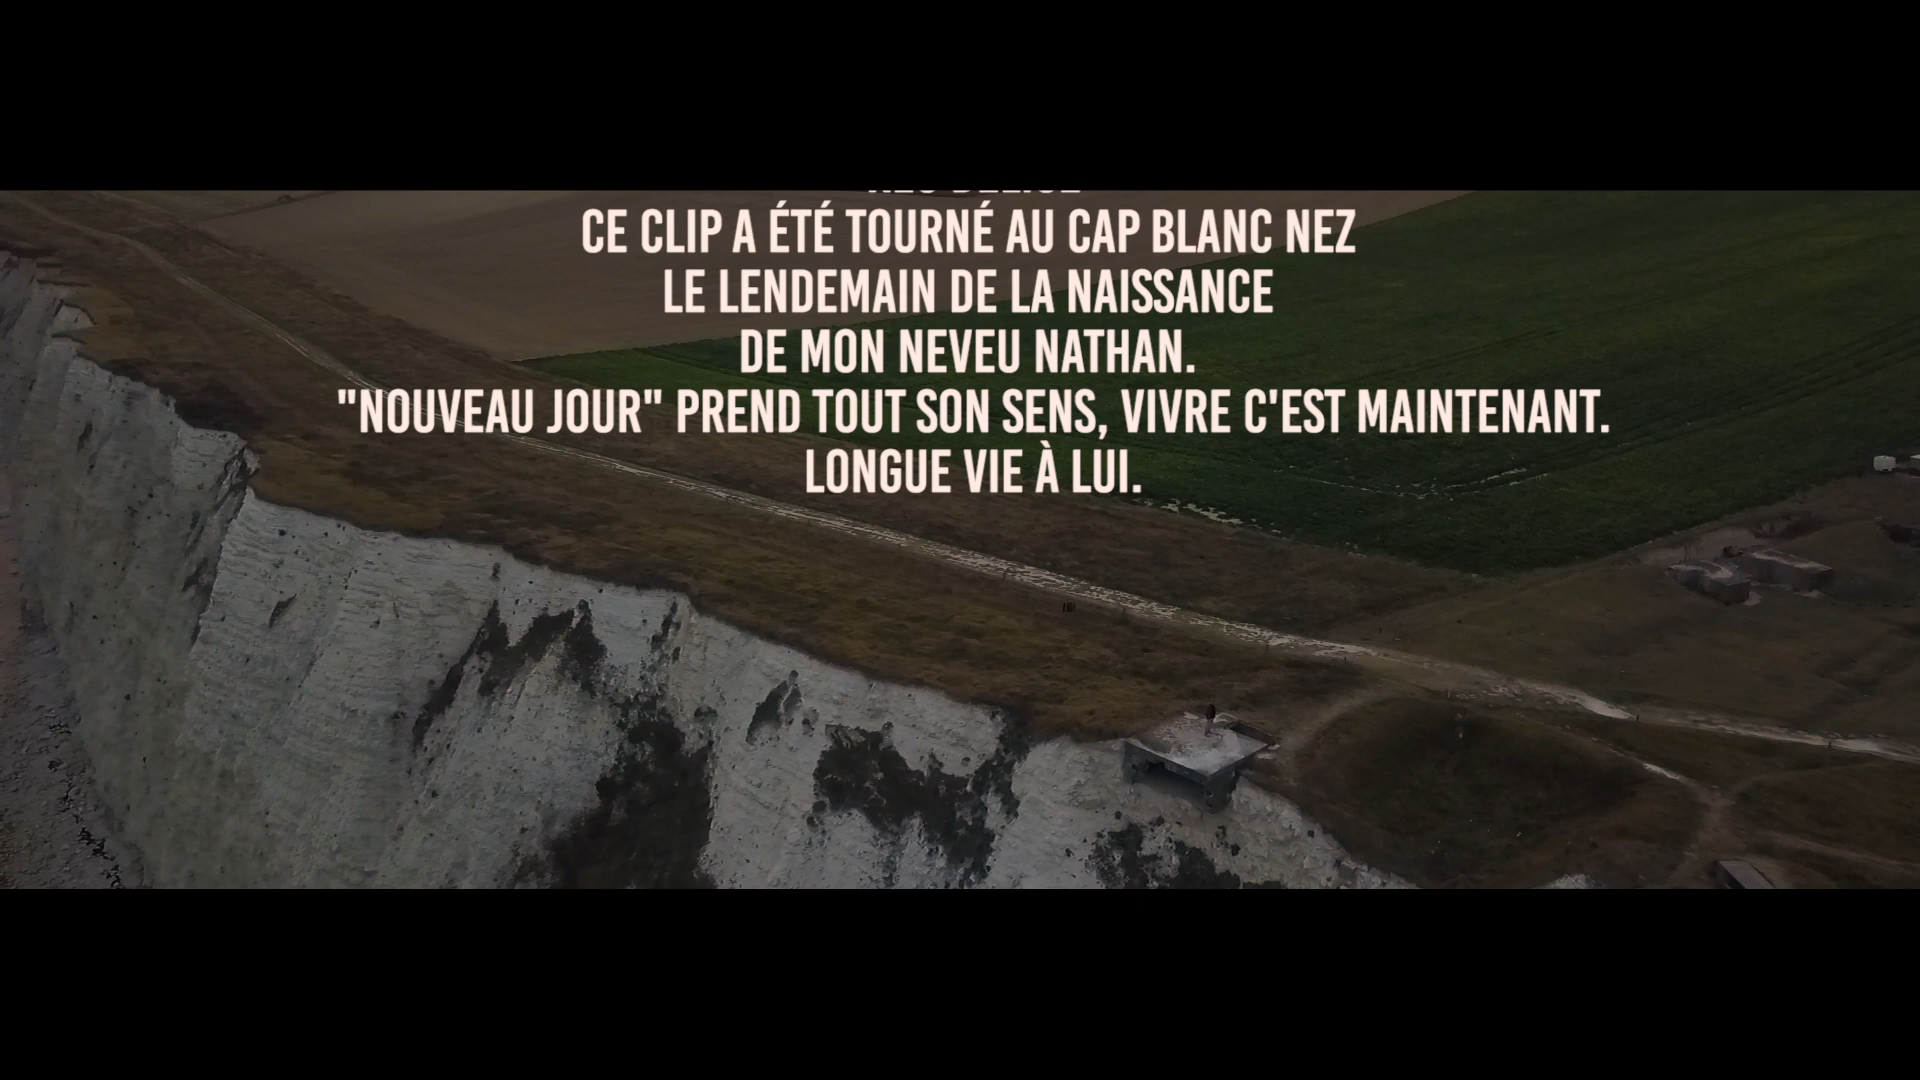 CE CLIP A ÉTÉ TOURNÉ AU CAP BLANC NEZ
LE LENDEMAIN DE LA NAISSANCE
DE MON NEVEU NATHAN.
"NOUVEAU JOUR" PREND TOUT SON SENS, VIVRE C'EST MAINTENANT.
LONGUE VIE À LUI.